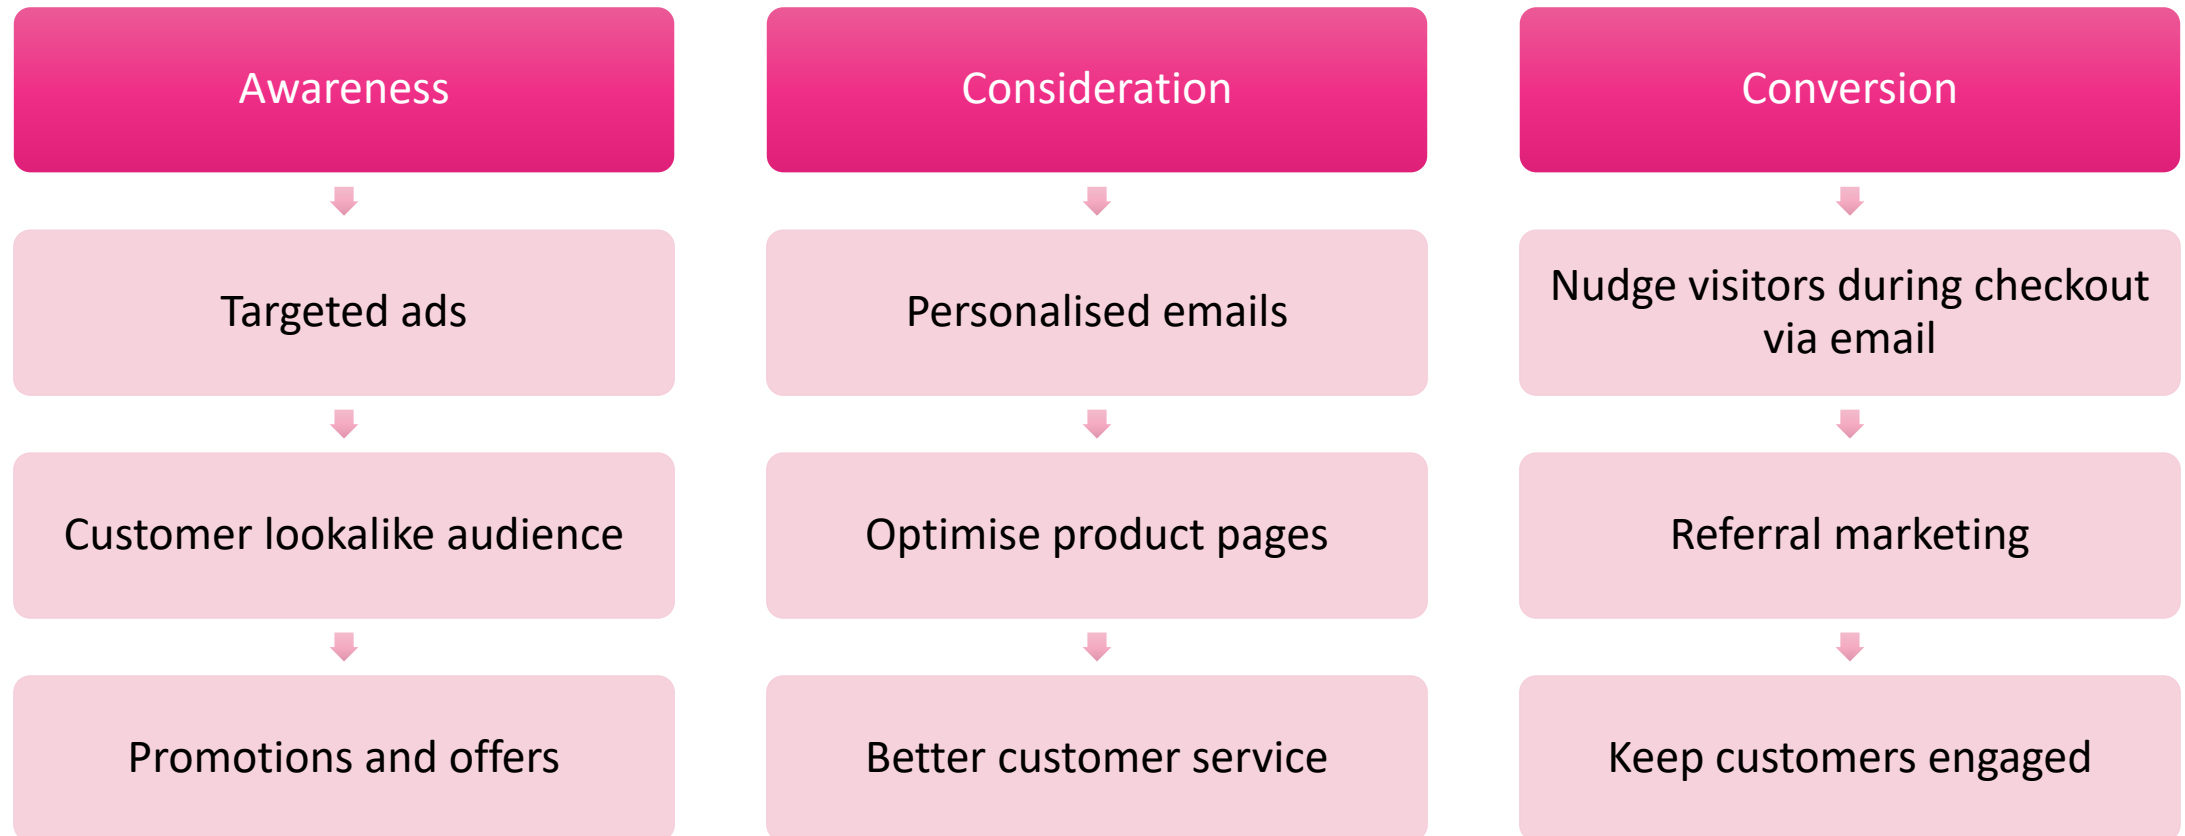 Awareness
Targeted ads
Customer lookalike audience
Promotions and offers
Consideration
Personalised emails
Optimise product pages
Better customer service
Conversion
Nudge visitors during checkout
via email
Referral marketing
Keep customers engaged